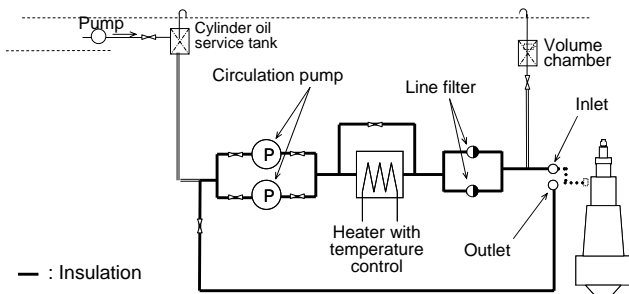 Pump
Cylinder oil
service tank
Volume
chamber
Circulation pump
Line filter
Inlet
P
P
Heater with
temperature
control
Outlet
: Insulation